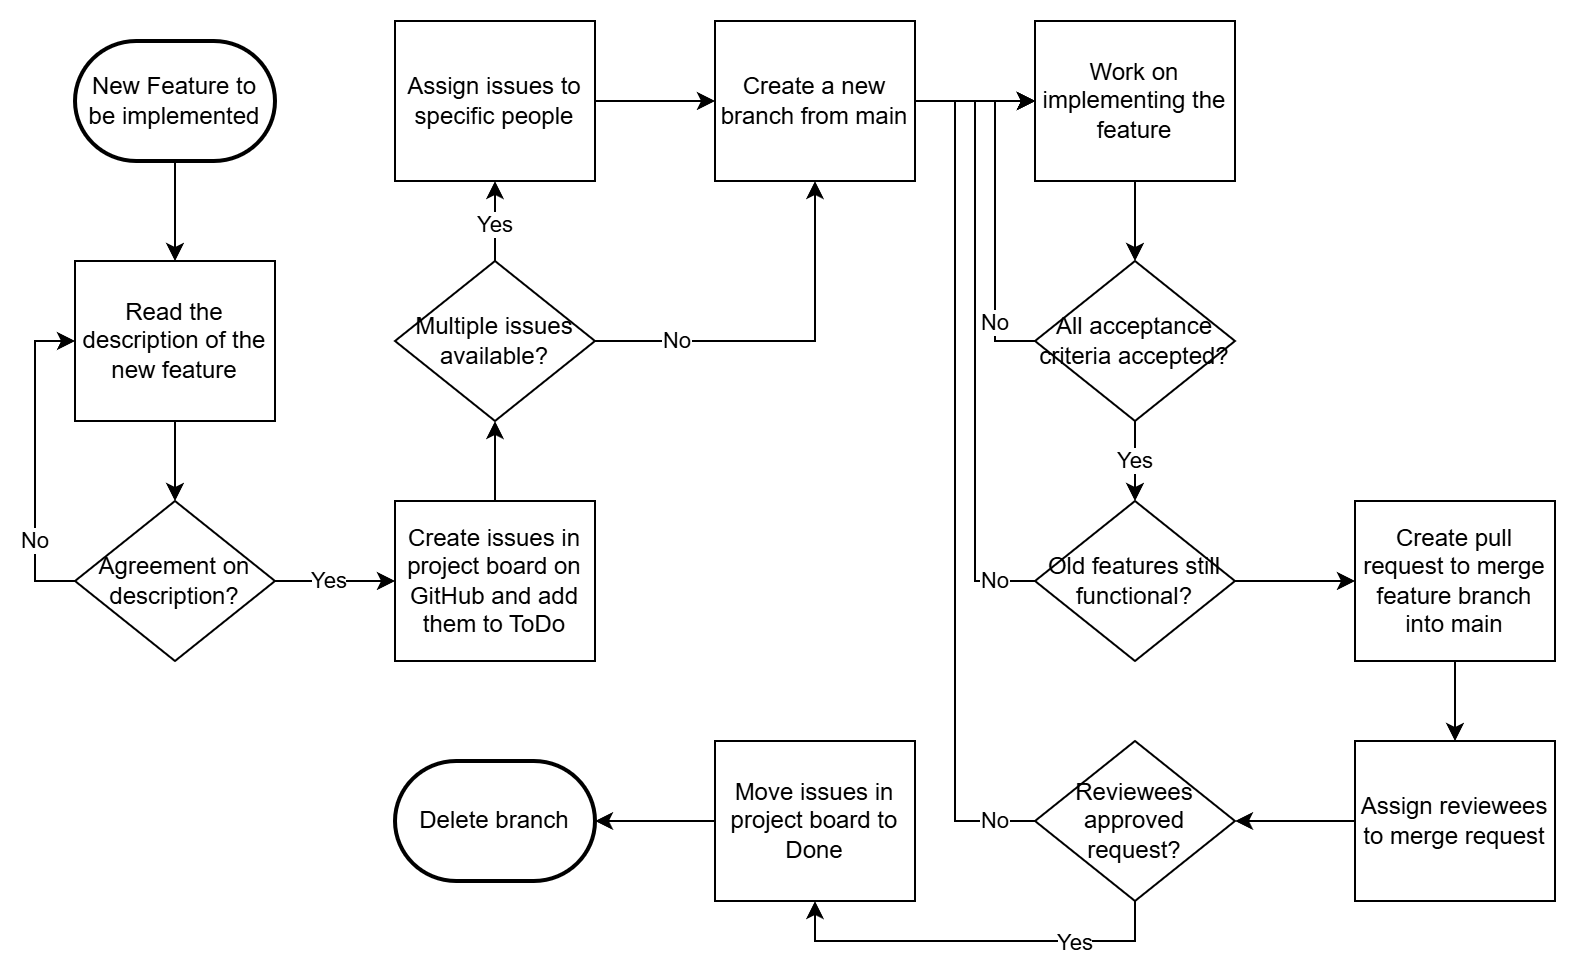 New Feature to
be implemented
Read the
description of the
new feature
No
Agreement on
description?
Yes
Create issues in
project board on
GitHub and add
them to ToDo
Multiple issues
available?
Yes
No
Assign issues to
specific people
Create a new
branch from main
Work on
implementing the
feature
No
All acceptance
criteria accepted?
Yes
No
Old features still
functional?
Create pull
request to merge
feature branch
into main
Assign reviewees
to merge request
Reviewees
approved
request?
No
Yes
Move issues in
project board to
Done
Delete branch